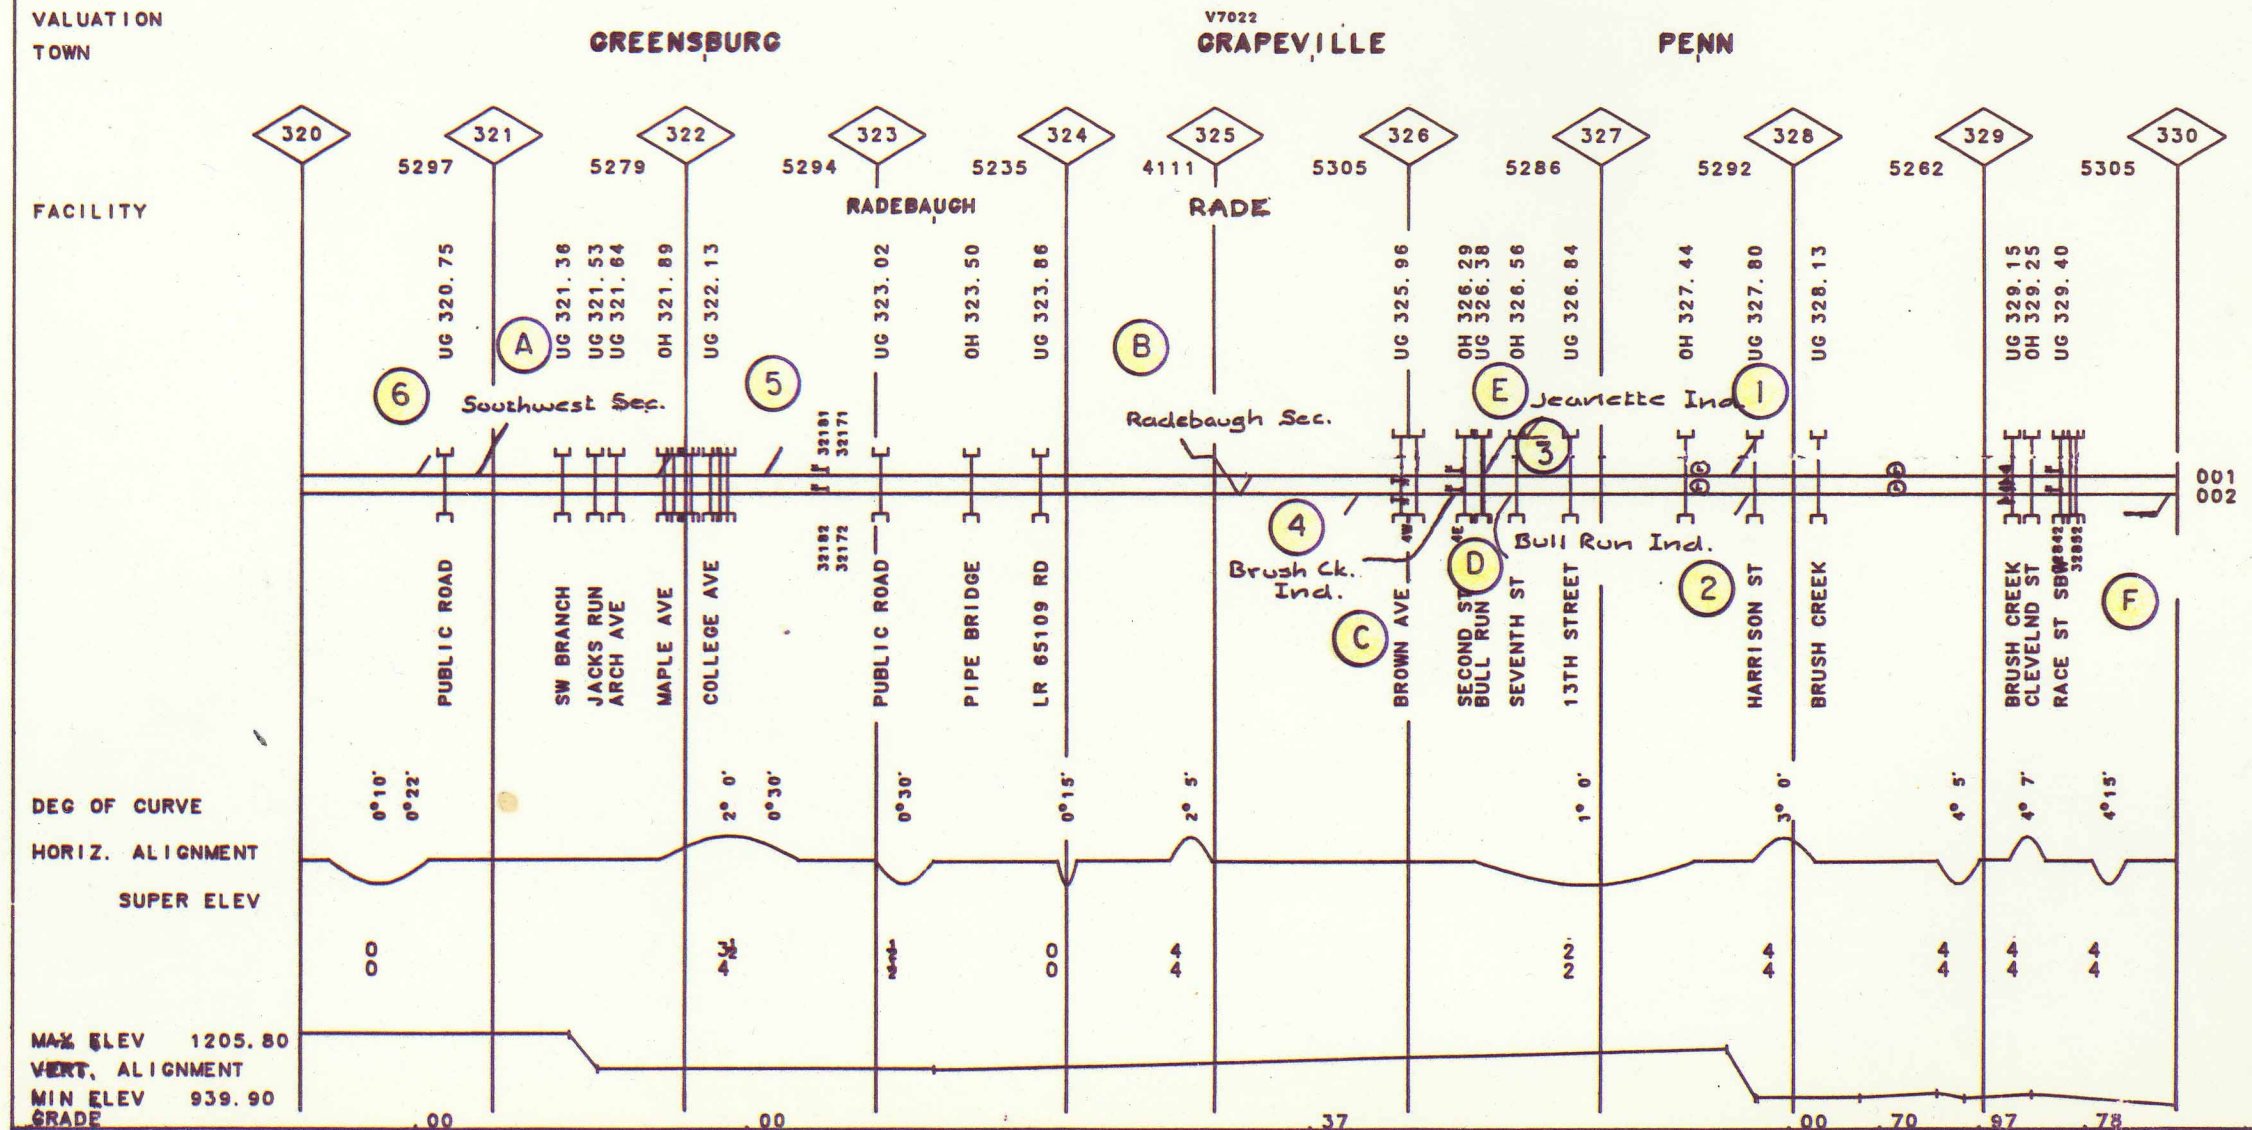 VALUATION
V7022
TOWN
GREENSBURG GRAPEVILLE PENN
320 321 322 323 324 325 326 327 328 329 330
5297 5279 5294 5235 4111 5305 5286 5292 5262 5305
FACILITY
RADEBAUGH RADE
UG 320.75
UG 321.36
UG 321.53
UG 321.64
OH 321.89
UG 322.13
UG 323.02
OH 323.50
UG 323.86
UG 325.96
OH 326.29
UG 326.38
OH 326.56
UG 326.84
OH 327.44
UG 327.80
UG 328.13
UG 329.15
OH 329.25
UG 329.40
A
B
6
5
E
1
Southwest Sec.
Jeanette Ind.
Radebaugh Sec.
3
32181
32171
001
002
4
4W
4E
32182
32172
Bull Run Ind.
D
Brush Ck.
Ind.
2
F
C
PUBLIC ROAD
SW BRANCH
JACKS RUN
ARCH AVE
MAPLE AVE
COLLEGE AVE
PUBLIC ROAD
PIPE BRIDGE
LR 65109 RD
BROWN AVE
SECOND ST
BULL RUN
SEVENTH ST
13TH STREET
HARRISON ST
BRUSH CREEK
BRUSH CREEK
CLEVELND ST
RACE ST
DEG OF CURVE
0°10'
0°22'
2° 0'
0°30'
0°30'
0°15'
2° 5'
1° 0'
3° 0'
4° 5'
4° 7'
4°15'
HORIZ. ALIGNMENT
SUPER ELEV
0 0 4 2 4 4 4 4
0 4 0 4 2 4 4 4 4
MAX ELEV 1205.80
VERT. ALIGNMENT
MIN ELEV 939.90
GRADE .00 .00 .37 .00 .70 .97 .78